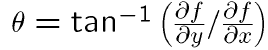 θ = tan⁻¹ (∂f/∂y / ∂f/∂x)